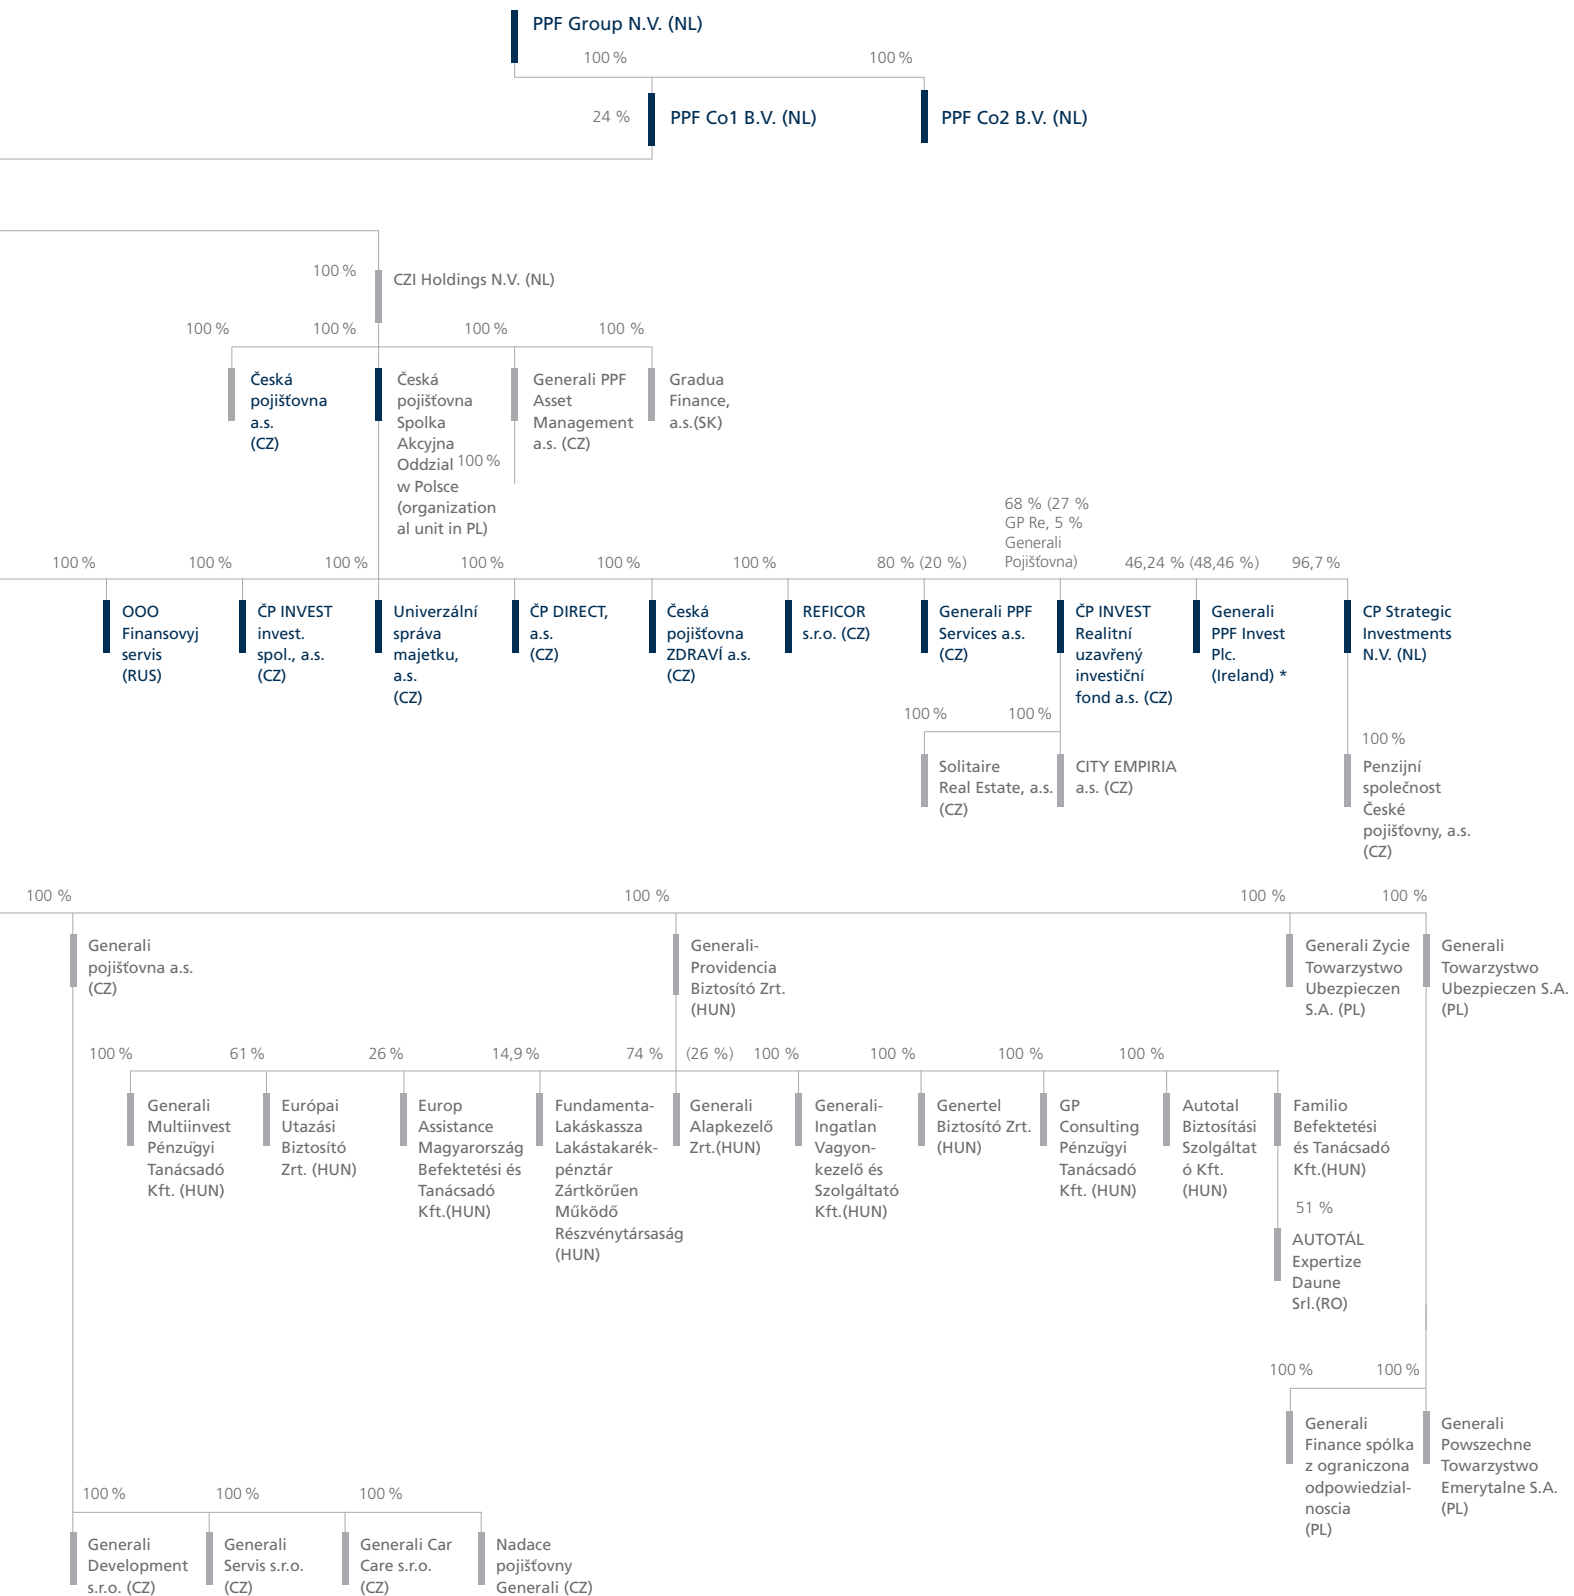 PPF Group N.V. (NL)
100 %
100 %
24 %
PPF Co1 B.V. (NL)
PPF Co2 B.V. (NL)
100 %
CZI Holdings N.V. (NL)
100 %
100 %
100 %
100 %
Česká
pojišťovna
a.s.
(CZ)
Česká
pojišťovna
Spolka
Akcyjna
Oddzial
w Polsce
(organization
al unit in PL)
Generali PPF
Asset
Management
a.s. (CZ)
100 %
Gradua
Finance,
a.s.(SK)
100 %
100 %
100 %
100 %
100 %
100 %
80 % (20 %)
68 % (27 %
GP Re, 5 %
Generali
Pojišťovna)
46,24 % (48,46 %)
96,7 %
OOO
Finansovyj
servis
(RUS)
ČP INVEST
invest.
spol., a.s.
(CZ)
Univerzální
správa
majetku,
a.s.
(CZ)
ČP DIRECT,
a.s.
(CZ)
Česká
pojišťovna
ZDRAVÍ a.s.
(CZ)
REFICOR
s.r.o. (CZ)
Generali PPF
Services a.s.
(CZ)
ČP INVEST
Realitní
uzavřený
investiční
fond a.s. (CZ)
Generali
PPF Invest
Plc.
(Ireland) *
CP Strategic
Investments
N.V. (NL)
100 %
100 %
100 %
Solitaire
Real Estate, a.s.
(CZ)
CITY EMPIRIA
a.s. (CZ)
Penzijní
společnost
České
pojišťovny, a.s.
(CZ)
100 %
100 %
100 %
100 %
Generali
pojišťovna a.s.
(CZ)
Generali-
Providencia
Biztosító Zrt.
(HUN)
Generali Zycie
Towarzystwo
Ubezpieczen
S.A. (PL)
Generali
Towarzystwo
Ubezpieczen S.A.
(PL)
100 %
61 %
26 %
14,9 %
74 %
(26 %)
100 %
100 %
100 %
100 %
Generali
Multiinvest
Pénzügyi
Tanácsadó
Kft. (HUN)
Európai
Utazási
Biztosító
Zrt. (HUN)
Europ
Assistance
Magyarország
Befektetési és
Tanácsadó
Kft.(HUN)
Fundamenta-
Lakáskassza
Lakástakarék-
pénztár
Zártkörűen
Működő
Részvénytársaság
(HUN)
Generali
Alapkezelő
Zrt.(HUN)
Generali-
Ingatlan
Vagyon-
kezelő és
Szolgáltató
Kft.(HUN)
Genertel
Biztosító Zrt.
(HUN)
GP
Consulting
Pénzügyi
Tanácsadó
Kft. (HUN)
Autotal
Biztosítási
Szolgáltat
ó Kft.
(HUN)
Familio
Befektetési
és Tanácsadó
Kft.(HUN)
51 %
AUTOTÁL
Expertize
Daune
Srl.(RO)
100 %
100 %
Generali
Finance spólka
z ograniczona
odpowiedzial-
noscia
(PL)
Generali
Powszechne
Towarzystwo
Emerytalne S.A.
(PL)
100 %
100 %
100 %
Generali
Development
s.r.o. (CZ)
Generali
Servis s.r.o.
(CZ)
Generali Car
Care s.r.o.
(CZ)
Nadace
pojišťovny
Generali (CZ)